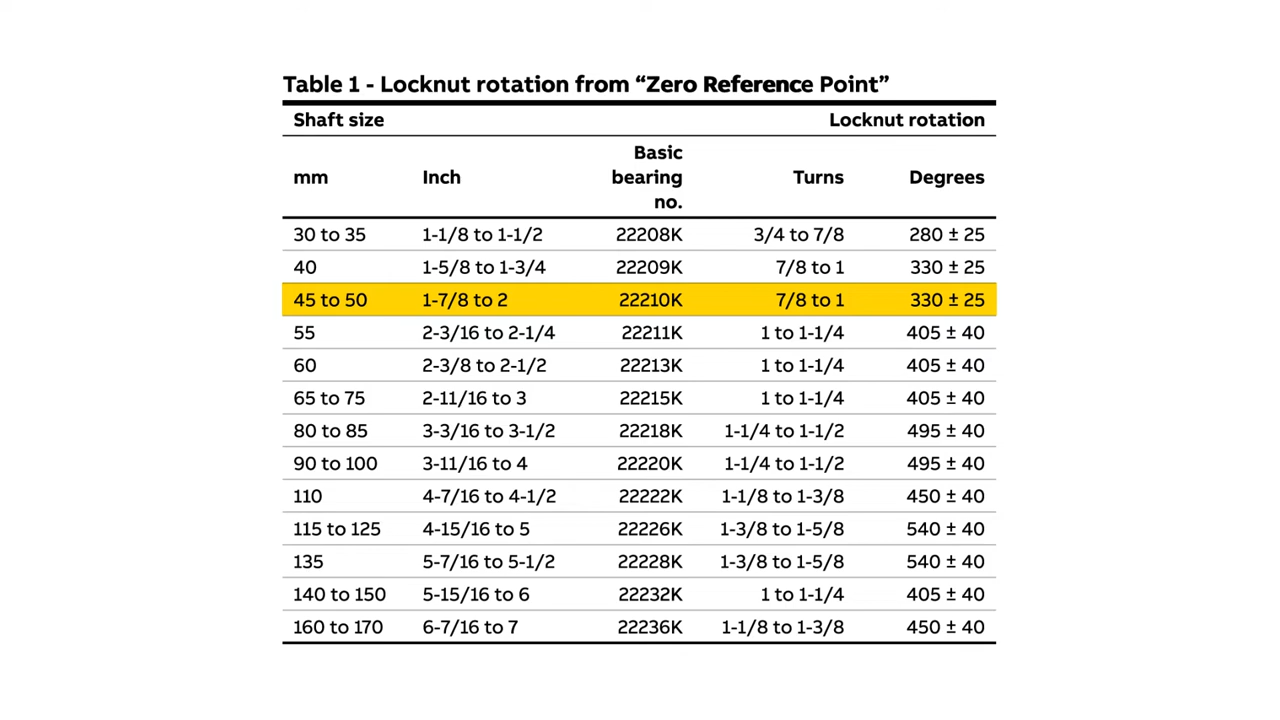 Table 1 - Locknut rotation from “Zero Reference Point”
Shaft size Locknut rotation
mm Inch Basic bearing no. Turns Degrees
30 to 35 1-1/8 to 1-1/2 22208K 3/4 to 7/8 280 ± 25
40 1-5/8 to 1-3/4 22209K 7/8 to 1 330 ± 25
45 to 50 1-7/8 to 2 22210K 7/8 to 1 330 ± 25
55 2-3/16 to 2-1/4 22211K 1 to 1-1/4 405 ± 40
60 2-3/8 to 2-1/2 22213K 1 to 1-1/4 405 ± 40
65 to 75 2-11/16 to 3 22215K 1 to 1-1/4 405 ± 40
80 to 85 3-3/16 to 3-1/2 22218K 1-1/4 to 1-1/2 495 ± 40
90 to 100 3-11/16 to 4 22220K 1-1/4 to 1-1/2 495 ± 40
110 4-7/16 to 4-1/2 22222K 1-1/8 to 1-3/8 450 ± 40
115 to 125 4-15/16 to 5 22226K 1-3/8 to 1-5/8 540 ± 40
135 5-7/16 to 5-1/2 22228K 1-3/8 to 1-5/8 540 ± 40
140 to 150 5-15/16 to 6 22232K 1 to 1-1/4 405 ± 40
160 to 170 6-7/16 to 7 22236K 1-1/8 to 1-3/8 450 ± 40